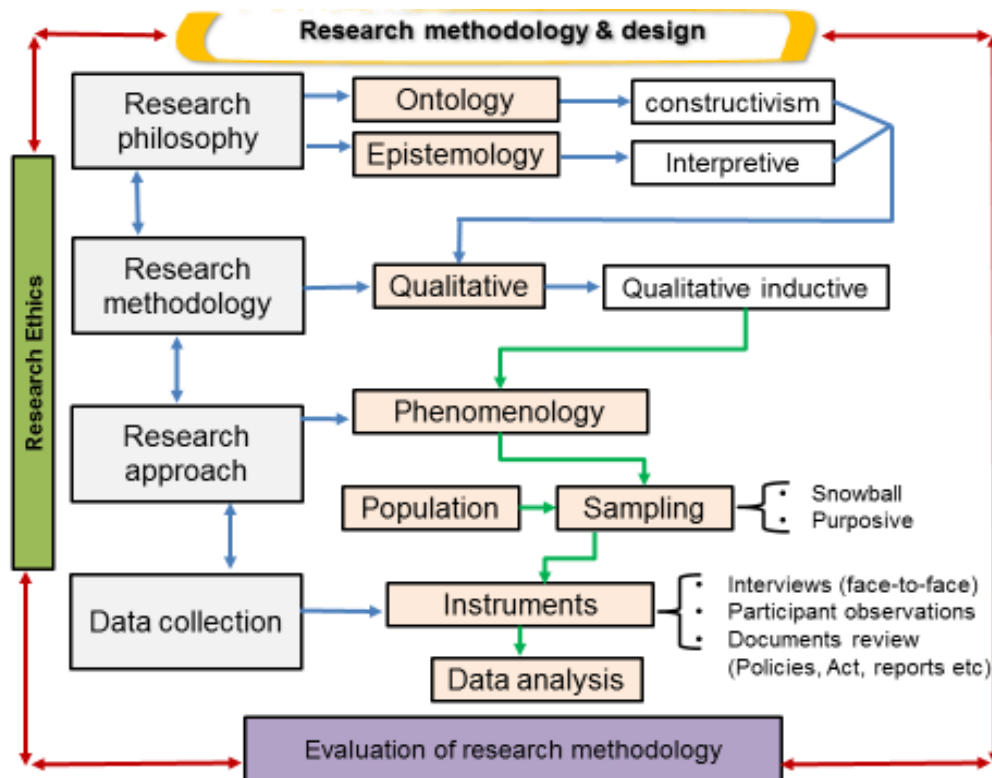 Research methodology & design
Research
philosophy
Ontology
constructivism
Epistemology
Interpretive
Research
methodology
Qualitative
Qualitative inductive
Research Ethics
Research
approach
Phenomenology
Population
Sampling
• Snowball
• Purposive
Data collection
Instruments
• Interviews (face-to-face)
• Participant observations
• Documents review
(Policies, Act, reports etc)
Data analysis
Evaluation of research methodology